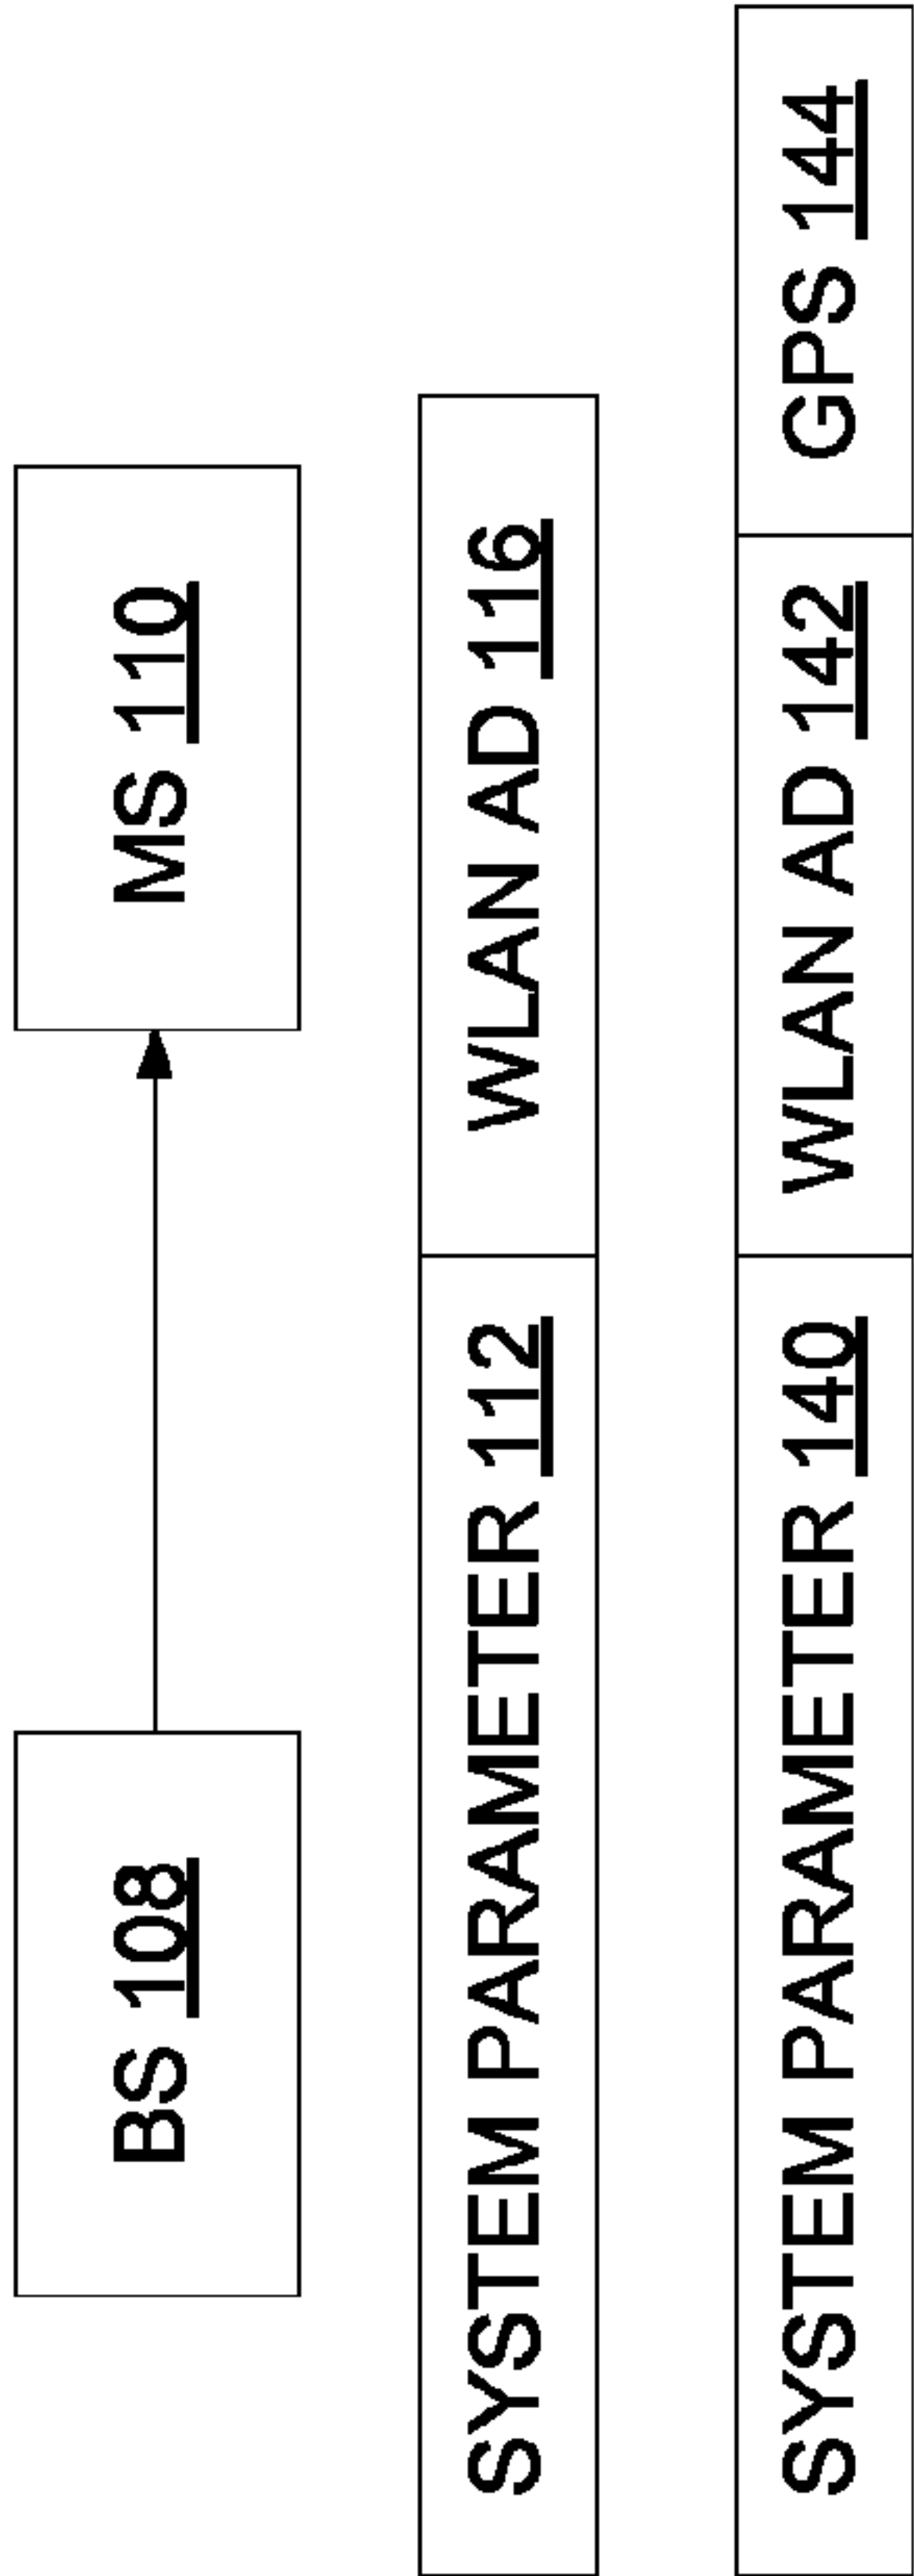 BS 108
MS 110
SYSTEM PARAMETER 112
WLAN AD 116
SYSTEM PARAMETER 140
WLAN AD 142
GPS 144